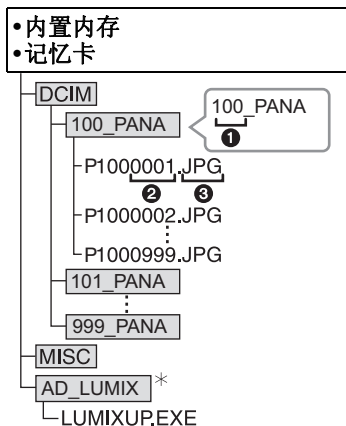 •内置内存
•记忆卡
DCIM
100_PANA
100_PANA
❶
P1000001.JPG
❷ ❸
P1000002.JPG
P1000999.JPG
101_PANA
999_PANA
MISC
AD_LUMIX *
LUMIXUP.EXE